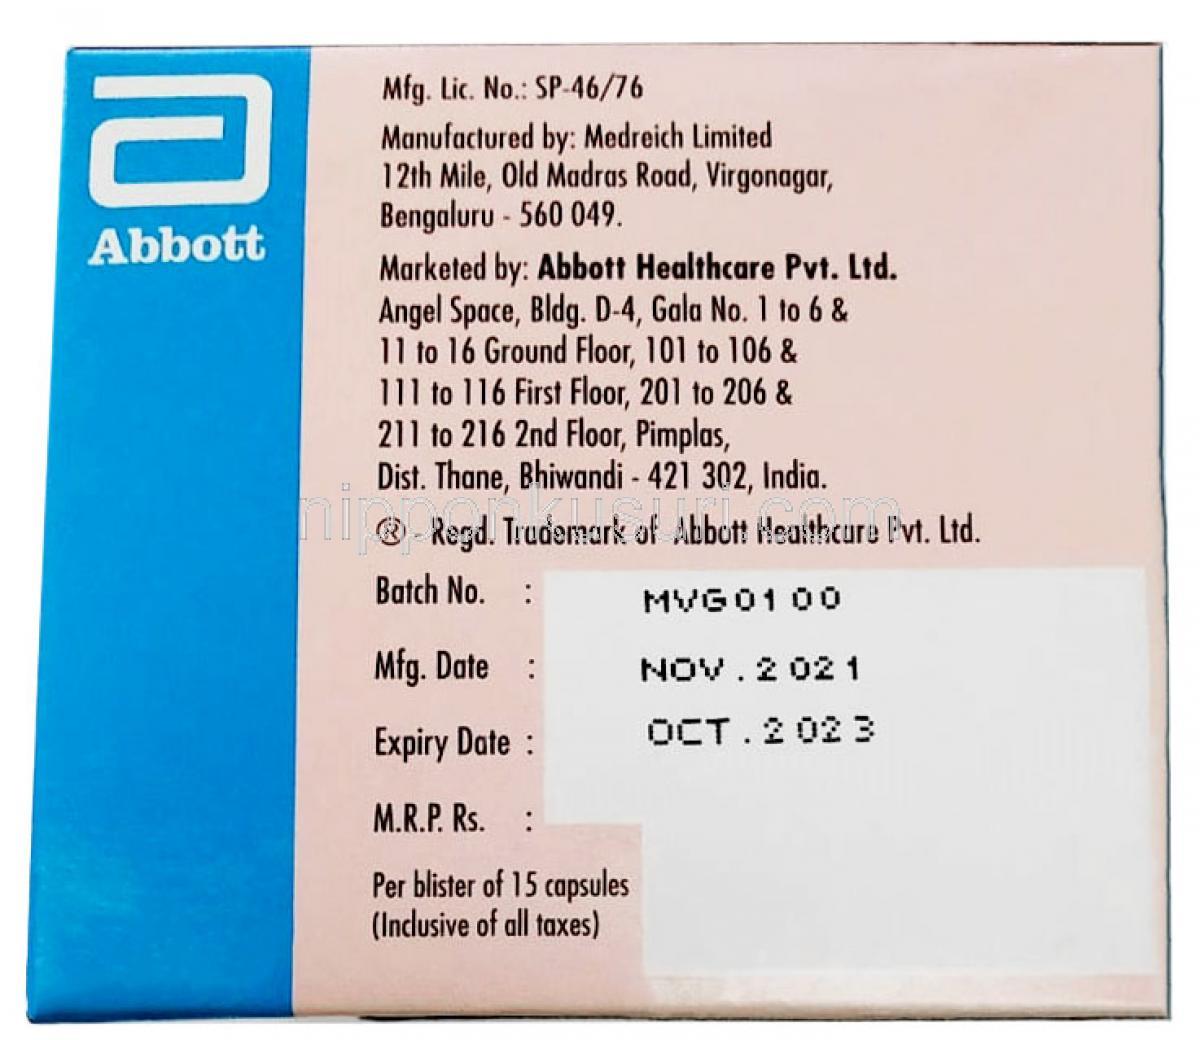 Abbott
Mfg. Lic. No.: SP-46/76
Manufactured by: Medreich Limited
12th Mile, Old Madras Road, Virgonagar,
Bengaluru - 560 049.
Marketed by: Abbott Healthcare Pvt. Ltd.
Angel Space, Bldg. D-4, Gala No. 1 to 6 &
11 to 16 Ground Floor, 101 to 106 &
111 to 116 First Floor, 201 to 206 &
211 to 216 2nd Floor, Pimplas,
Dist. Thane, Bhiwandi - 421 302, India.
nipponkusuri.com
® - Regd. Trademark of Abbott Healthcare Pvt. Ltd.
Batch No. : MVG0100
Mfg. Date : NOV.2021
Expiry Date : OCT.2023
M.R.P. Rs. :
Per blister of 15 capsules
(Inclusive of all taxes)